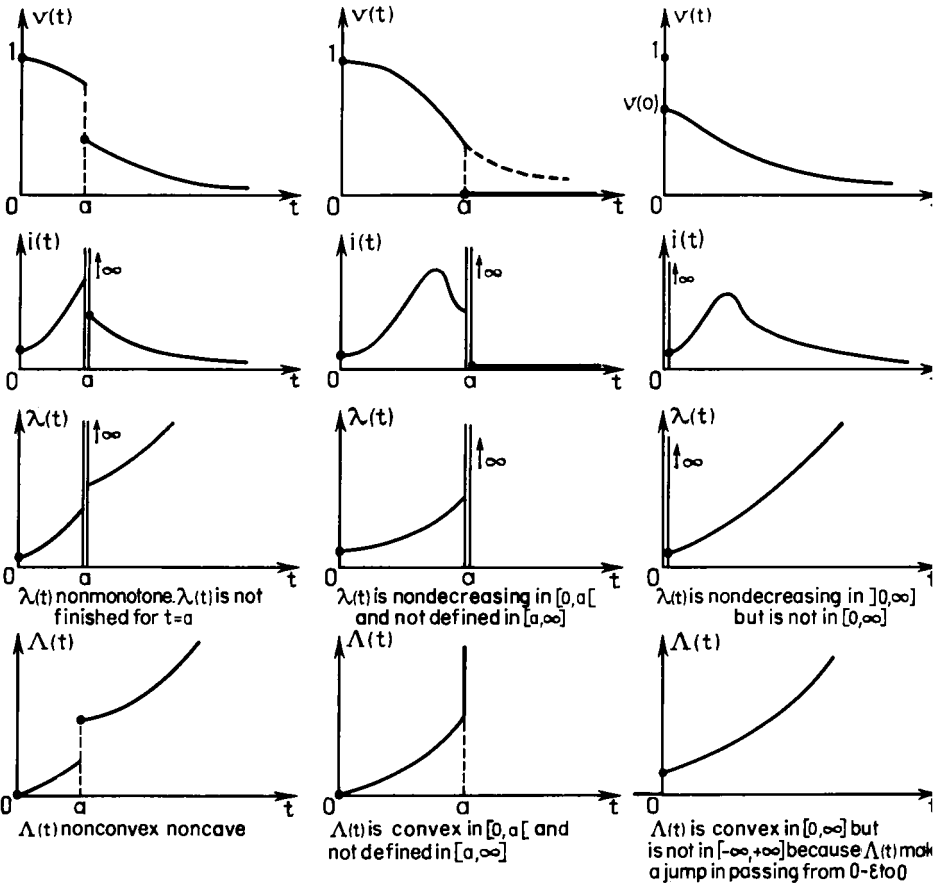 v(t)
1
0
a
t
v(t)
1
0
a
t
v(t)
1
v(0)
0
i(t)
∞
0
a
t
i(t)
∞
0
a
t
i(t)
∞
0
λ(t)
∞
0
a
t
λ(t) nonmonotone. λ(t) is not
finished for t=a
λ(t)
∞
0
a
t
λ(t) is nondecreasing in [0,a[
and not defined in [a,∞]
λ(t)
∞
0
λ(t) is nondecreasing in ]0,∞]
but is not in [0,∞]
Λ(t)
0
a
t
Λ(t) nonconvex noncave
Λ(t)
0
a
t
Λ(t) is convex in [0,a[ and
not defined in [a,∞]
Λ(t)
0
Λ(t) is convex in [0,∞] but
is not in [-∞,+∞] because Λ(t) mak
a jump in passing from 0-ε to 0